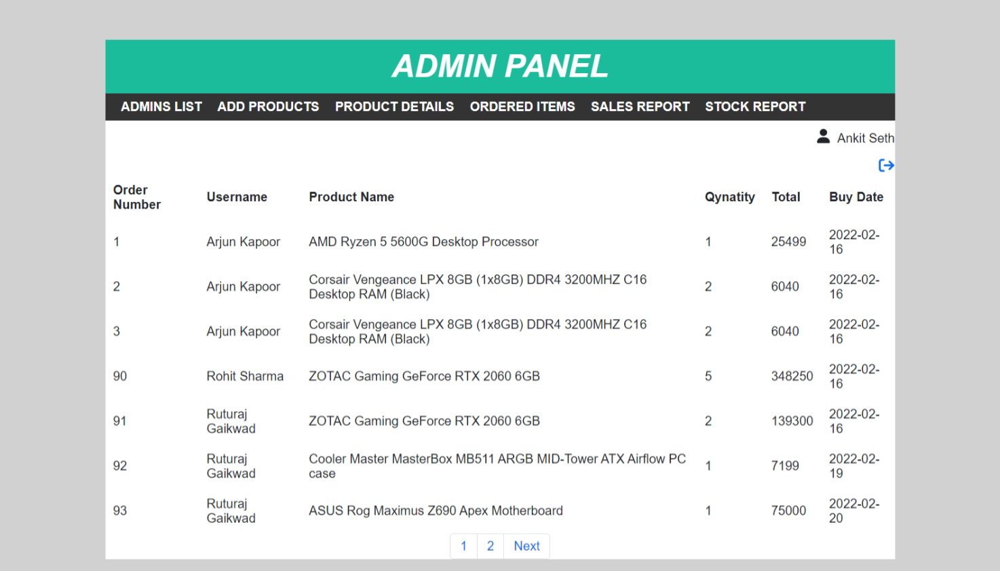 ADMIN PANEL
ADMINS LIST ADD PRODUCTS PRODUCT DETAILS ORDERED ITEMS SALES REPORT STOCK REPORT
Ankit Seth
Order
Number Username Product Name Qynatity Total Buy Date
1 Arjun Kapoor AMD Ryzen 5 5600G Desktop Processor 1 25499 2022-02-
16
2 Arjun Kapoor Corsair Vengeance LPX 8GB (1x8GB) DDR4 3200MHZ C16 2 6040 2022-02-
Desktop RAM (Black) 16
3 Arjun Kapoor Corsair Vengeance LPX 8GB (1x8GB) DDR4 3200MHZ C16 2 6040 2022-02-
Desktop RAM (Black) 16
90 Rohit Sharma ZOTAC Gaming GeForce RTX 2060 6GB 5 348250 2022-02-
16
91 Ruturaj ZOTAC Gaming GeForce RTX 2060 6GB 2 139300 2022-02-
Gaikwad 16
92 Ruturaj Cooler Master MasterBox MB511 ARGB MID-Tower ATX Airflow PC 1 7199 2022-02-
Gaikwad case 19
93 Ruturaj ASUS Rog Maximus Z690 Apex Motherboard 1 75000 2022-02-
Gaikwad 20
1 2 Next